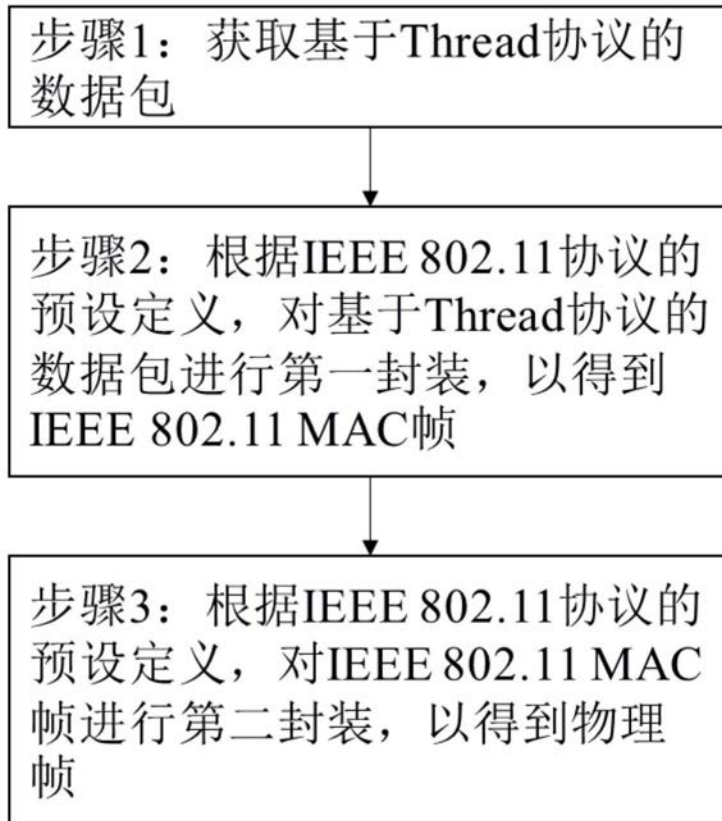 步骤1：获取基于Thread协议的
数据包
步骤2：根据IEEE 802.11协议的
预设定义，对基于Thread协议的
数据包进行第一封装，以得到
IEEE 802.11 MAC帧
步骤3：根据IEEE 802.11协议的
预设定义，对IEEE 802.11 MAC
帧进行第二封装，以得到物理
帧